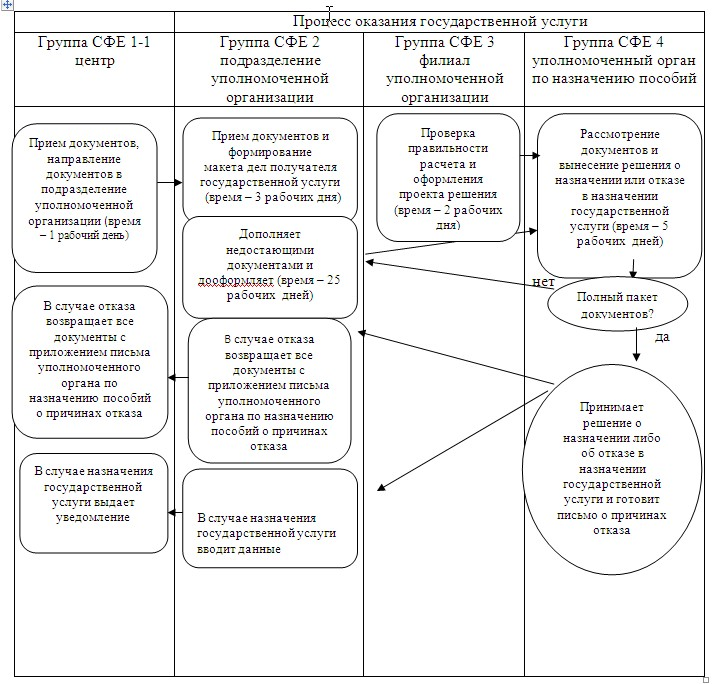 Процесс оказания государственной услуги
Группа СФЕ 1-1
центр
Группа СФЕ 2
подразделение
уполномоченной
организации
Группа СФЕ 3
филиал
уполномоченной
организации
Группа СФЕ 4
уполномоченный орган
по назначению пособий
Прием документов,
направление
документов в
подразделение
уполномоченной
организации (время
– 1 рабочий день)
Прием документов и
формирование
макета дел получателя
государственной услуги
(время – 3 рабочих дня)
Проверка
правильности
расчета и
оформления
проекта решения
(время – 2 рабочих
дня)
Рассмотрение
документов и
вынесение решения о
назначении или отказе
в назначении
государственной
услуги (время – 5
рабочих дней)
Дополняет
недостающими
документами и
дооформляет (время – 25
рабочих дней)
нет
Полный пакет
документов?
да
В случае отказа
возвращает все
документы с
приложением письма
уполномоченного
органа по
назначению пособий
о причинах отказа
В случае отказа
возвращает все
документы с
приложением письма
уполномоченного
органа по назначению
пособий о причинах
отказа
Принимает
решение о
назначении либо
об отказе в
назначении
государственной
услуги и готовит
письмо о причинах
отказа
В случае назначения
государственной
услуги выдает
уведомление
В случае назначения
государственной услуги
вводит данные